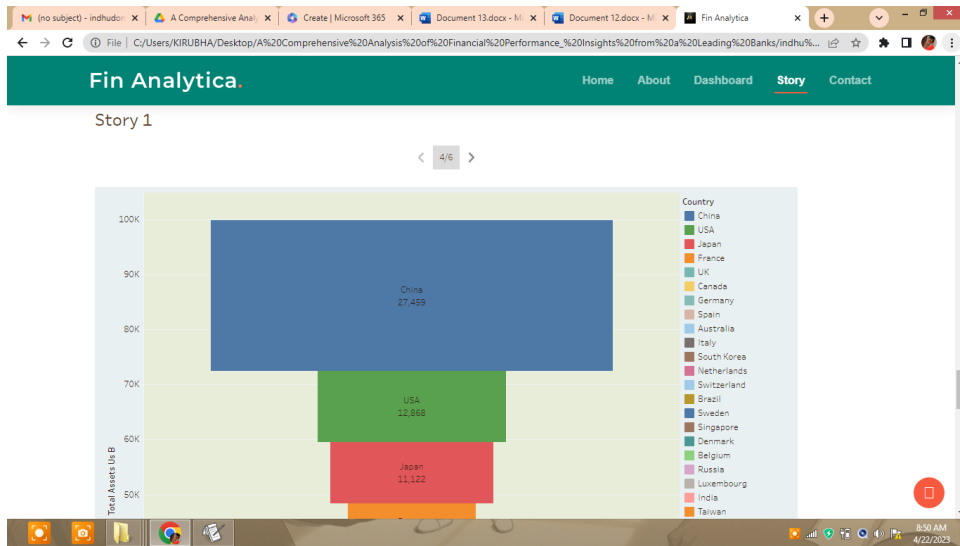 (no subject) - indhudon
A Comprehensive Analy
Create | Microsoft 365
Document 13.docx - Mi
Document 12.docx - Mi
Fin Analytica
File | C:/Users/KIRUBHA/Desktop/A%20Comprehensive%20Analysis%20of%20Financial%20Performance_%20Insights%20from%20a%20Leading%20Banks/indhu%...
Fin Analytica.
Home About Dashboard Story Contact
Story 1
4/6
100K
90K
80K
70K
60K
50K
Total Assets Us B
China
27,459
USA
12,868
Japan
11,122
Country
China
USA
Japan
France
UK
Canada
Germany
Spain
Australia
Italy
South Korea
Netherlands
Switzerland
Brazil
Sweden
Singapore
Denmark
Belgium
Russia
Luxembourg
India
Taiwan
8:50 AM
4/22/2023